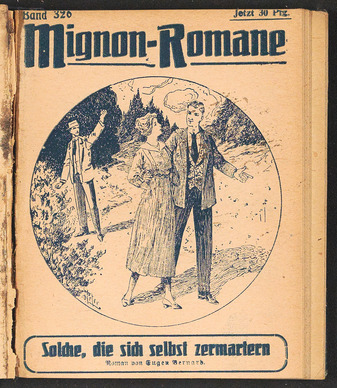 Band 326
Jetzt 30 Pfg.
Mignon-Romane
Solche, die sich selbst zermartern
Roman von Eugen Bernard.